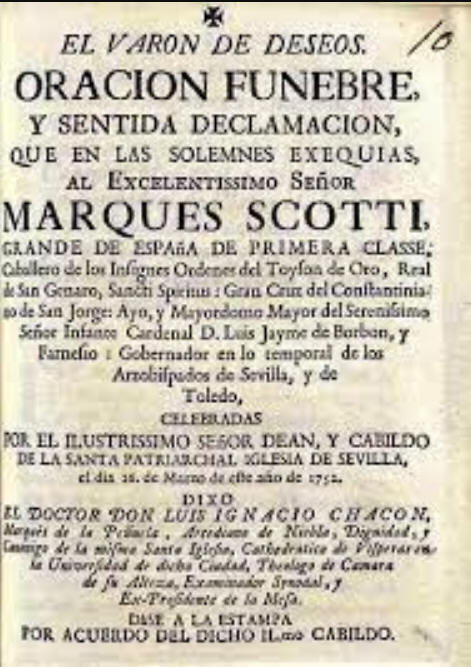 10
EL VARON DE DESEOS.
ORACION FUNEBRE,
Y SENTIDA DECLAMACION,
QUE EN LAS SOLEMNES EXEQUIAS,
AL EXCELENTISSIMO SEÑOR
MARQUES SCOTTI,
GRANDE DE ESPAñA DE PRIMERA CLASSE;
Caballero de los Insignes Ordenes del Toyson de Oro, Real
de San Genaro, Sancti Spiritus: Gran Cruz del Constantinia-
no de San Jorge: Ayo, y Mayordomo Mayor del Serenissimo
Señor Infante Cardenal D. Luis Jayme de Borbon, y
Farnesio: Gobernador en lo temporal de los
Arzobispados de Sevilla, y de
Toledo,
CELEBRADAS
POR EL ILUSTRISSIMO SEñOR DEAN, Y CABILDO
DE LA SANTA PATRIARCHAL IGLESIA DE SEVILLA,
el dia 26. de Marzo de este año de 1752.
DIXO
EL DOCTOR DON LUIS IGNACIO CHACON,
Marquès de la Peñuela, Arcediano de Niebla, Dignidad, y
Canonigo de la misma Santa Iglesia, Cathedratico de Visperas en
la Universidad de dicha Ciudad, Theologo de Camara
de su Alteza, Examinador Synodal, y
Ex-Presidente de la Mesa.
DASE A LA ESTAMPA
POR ACUERDO DEL DICHO Il.mo CABILDO.